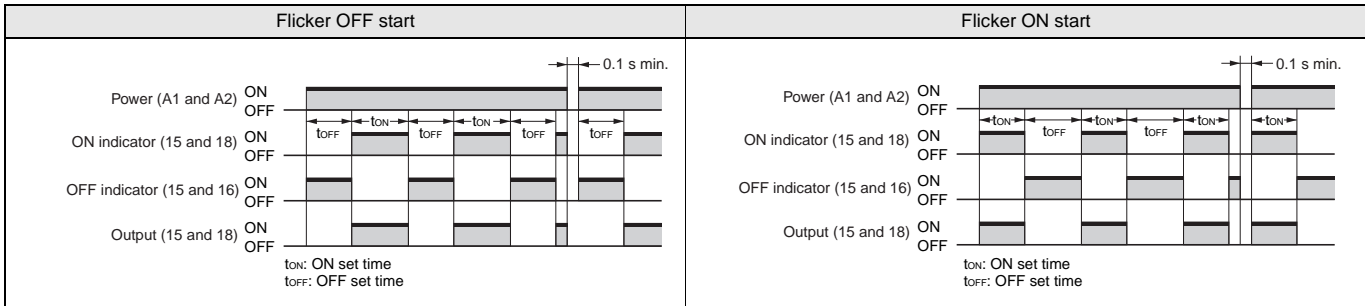 Flicker OFF start
0.1 s min.
Power (A1 and A2) ON
OFF
tOFF tON tOFF tON tOFF tOFF
ON indicator (15 and 18) ON
OFF
OFF indicator (15 and 16) ON
OFF
Output (15 and 18) ON
OFF
tON: ON set time
tOFF: OFF set time
Flicker ON start
0.1 s min.
Power (A1 and A2) ON
OFF
tON tOFF tON tOFF tON tON
ON indicator (15 and 18) ON
OFF
OFF indicator (15 and 16) ON
OFF
Output (15 and 18) ON
OFF
tON: ON set time
tOFF: OFF set time